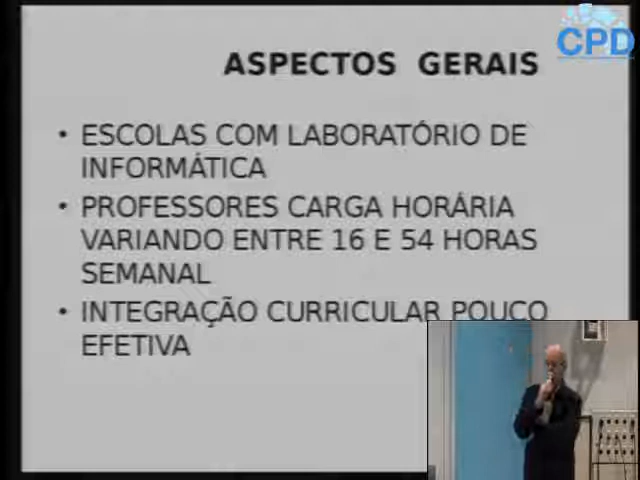 CPD
ASPECTOS GERAIS
• ESCOLAS COM LABORATÓRIO DE
INFORMÁTICA
• PROFESSORES CARGA HORÁRIA
VARIANDO ENTRE 16 E 54 HORAS
SEMANAL
• INTEGRAÇÃO CURRICULAR POUCO
EFETIVA